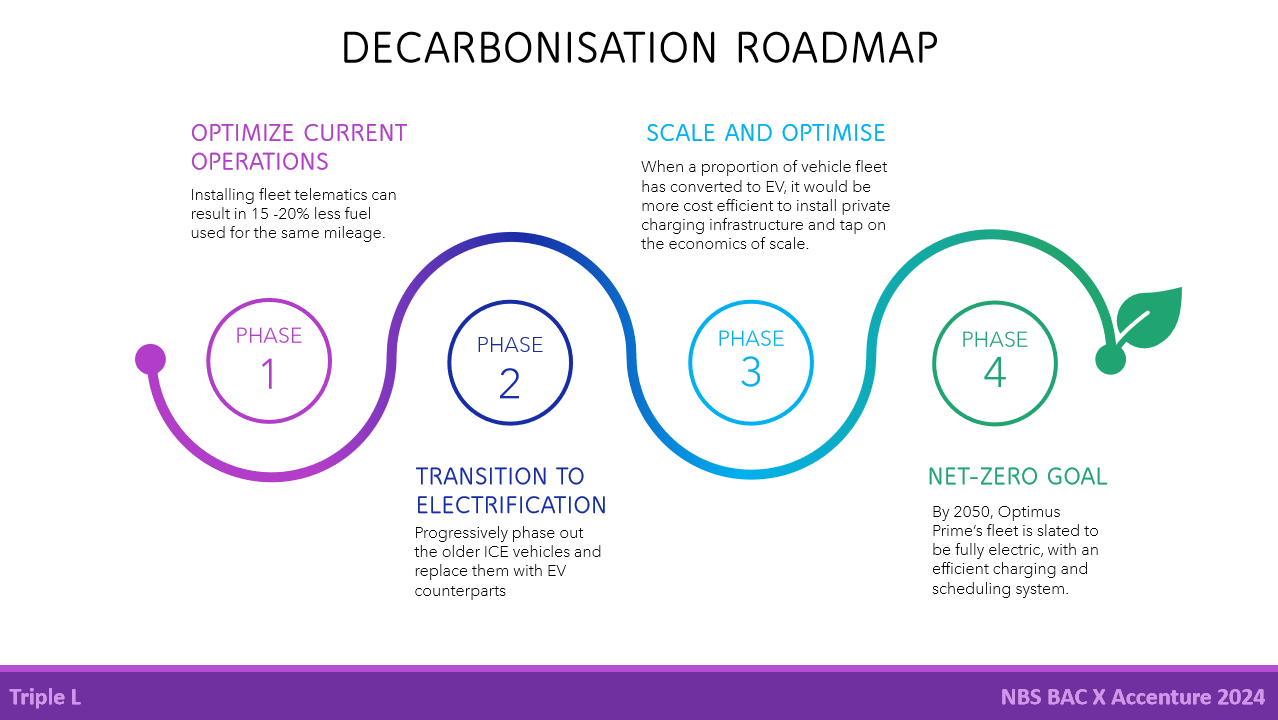 DECARBONISATION ROADMAP
OPTIMIZE CURRENT
OPERATIONS
Installing fleet telematics can
result in 15 -20% less fuel
used for the same mileage.
SCALE AND OPTIMISE
When a proportion of vehicle fleet
has converted to EV, it would be
more cost efficient to install private
charging infrastructure and tap on
the economics of scale.
PHASE
1
PHASE
2
PHASE
3
PHASE
4
TRANSITION TO
ELECTRIFICATION
Progressively phase out
the older ICE vehicles and
replace them with EV
counterparts
NET-ZERO GOAL
By 2050, Optimus
Prime’s fleet is slated to
be fully electric, with an
efficient charging and
scheduling system.
Triple L
NBS BAC X Accenture 2024